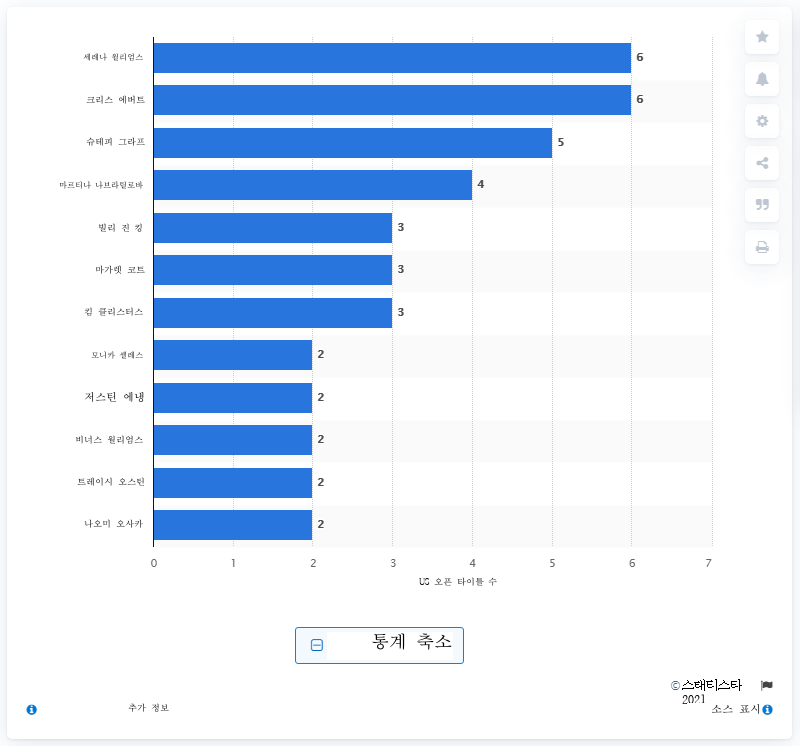 세레나 윌리엄스 6
크리스 에버트 6
슈테피 그라프 5
마르티나 나브라틸로바 4
빌리 진 킹 3
마가렛 코트 3
킴 클리스터스 3
모니카 셀레스 2
저스틴 에냉 2
비너스 윌리엄스 2
트레이시 오스틴 2
나오미 오사카 2
0 1 2 3 4 5 6 7
US 오픈 타이틀 수
통계 축소
© 스태티스타
2021
추가 정보
소스 표시